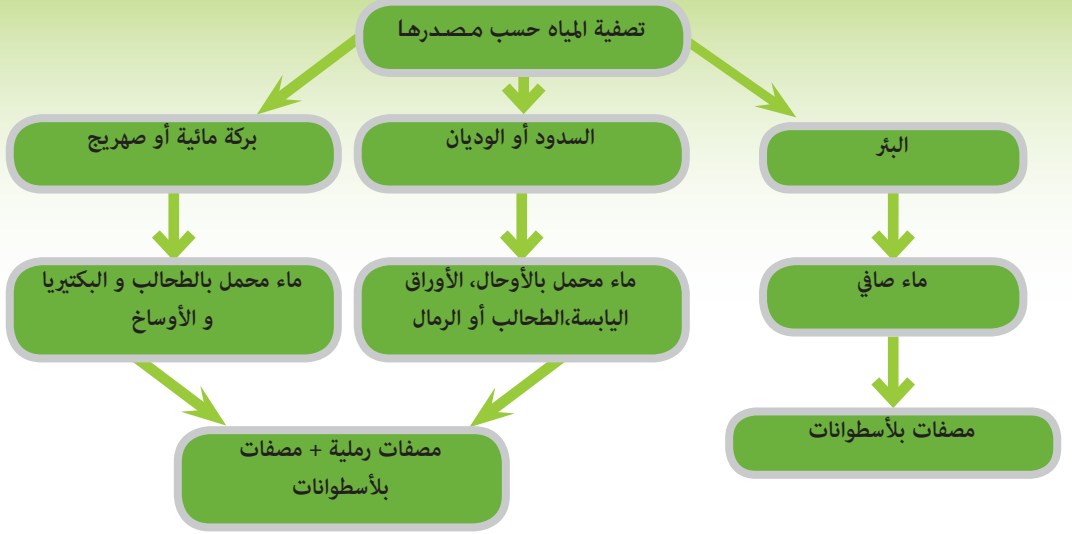 تصفية المياه حسب مـصـدرهـا
البئر
السدود أو الوديان
بركة مائية أو صهريج
ماء صافي
ماء محمل بالأوحال، الأوراق
اليابسة،الطحالب أو الرمال
ماء محمل بالطحالب و البكتيريا
و الأوساخ
مصفات بلأسطوانات
مصفات رملية + مصفات
بلأسطوانات